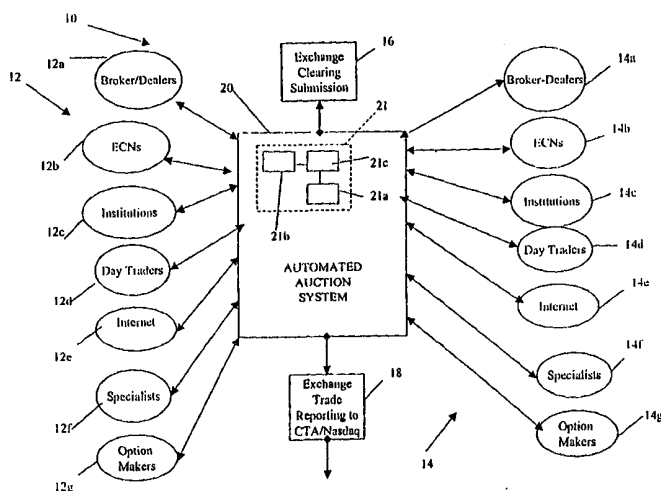 10
12a
Broker/Dealers
12
12b
ECNs
12c
Institutions
12d
Day Traders
12e
Internet
12f
Specialists
12g
Option
Makers
16
Exchange
Clearing
Submission
20
21
21c
21a
21b
AUTOMATED
AUCTION
SYSTEM
18
Exchange
Trade
Reporting to
CTA/Nasdaq
14
14a
Broker-Dealers
14b
ECNs
14c
Institutions
14d
Day Traders
14e
Internet
14f
Specialists
14g
Option
Makers